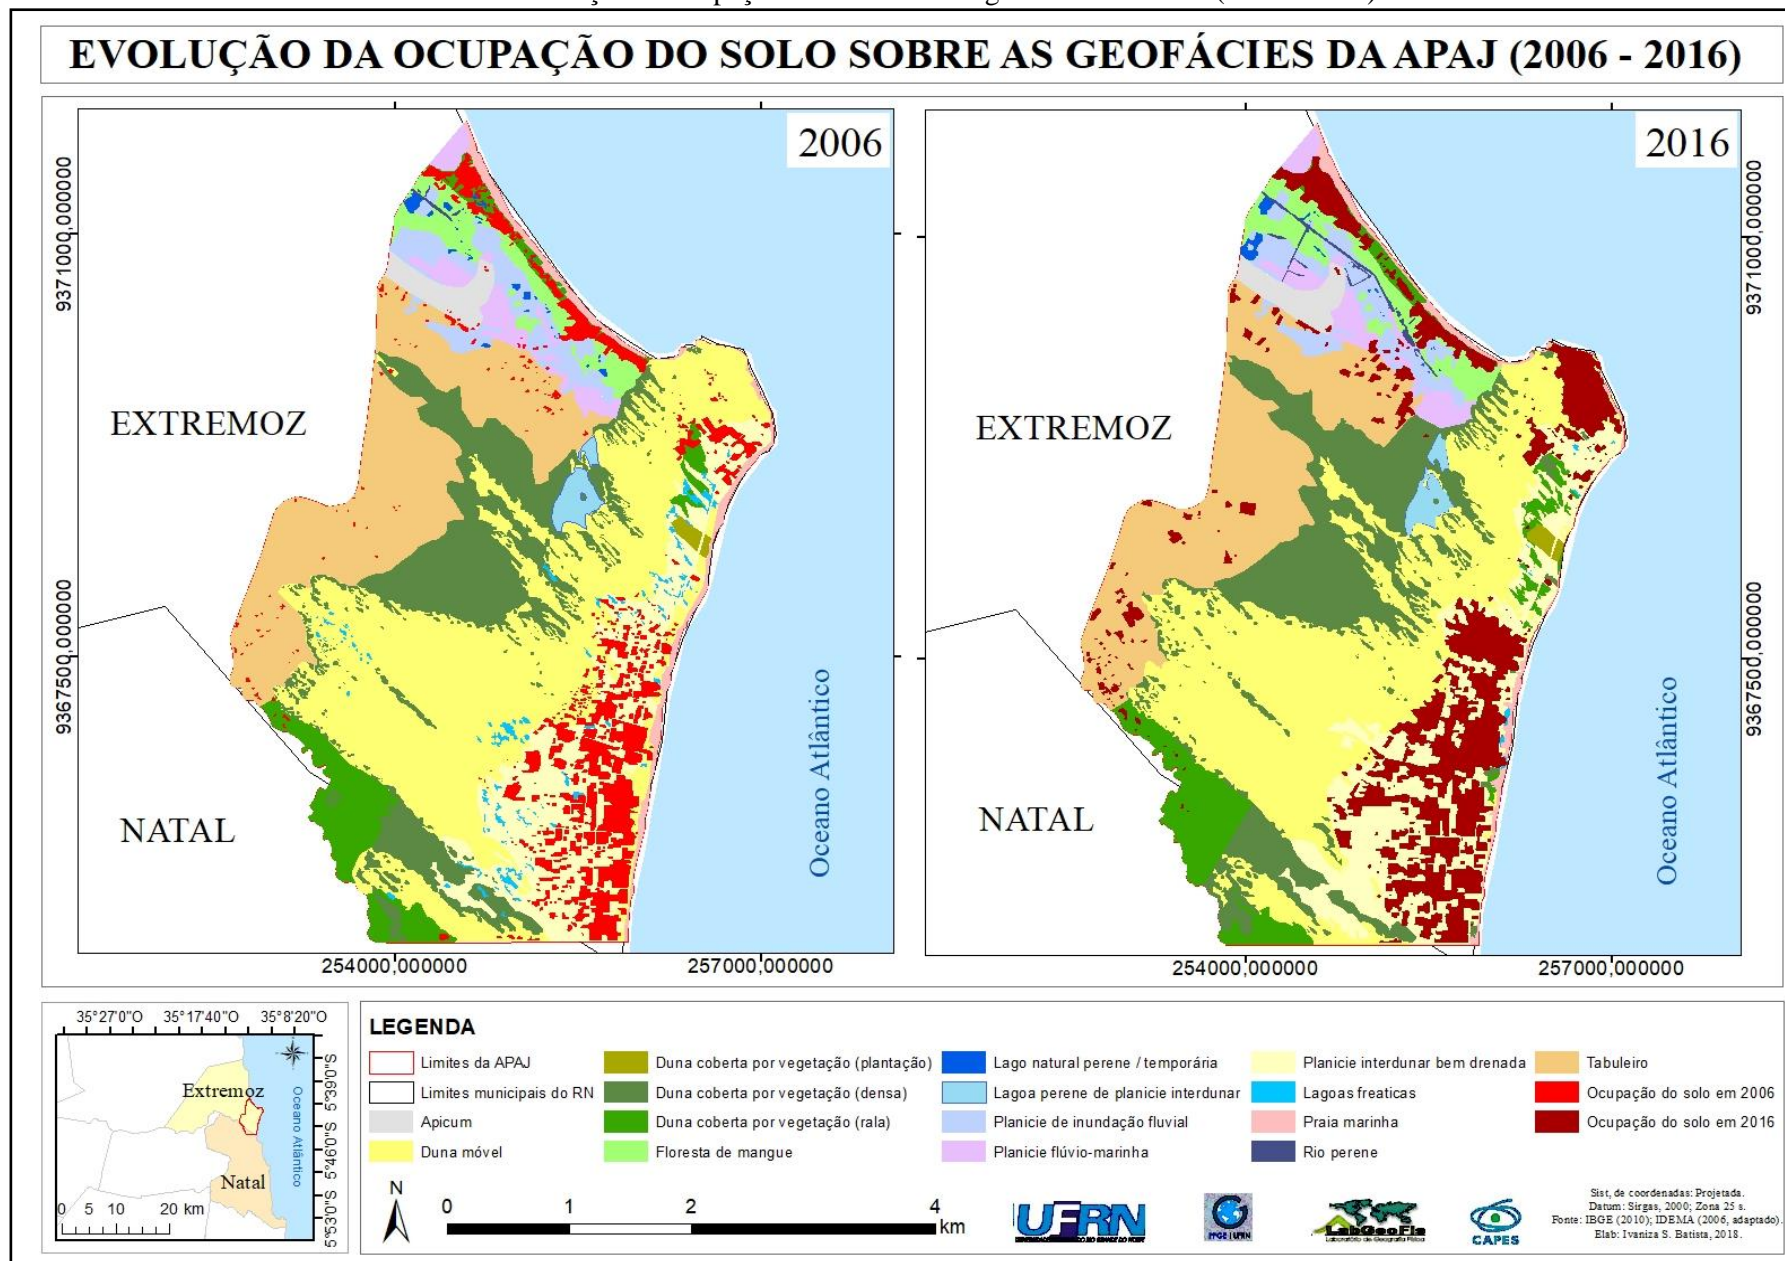 EVOLUÇÃO DA OCUPAÇÃO DO SOLO SOBRE AS GEOFÁCIES DA APAJ (2006 - 2016)
2006
9371000,000000
9367500,000000
EXTREMOZ
NATAL
Oceano Atlântico
254000,000000
257000,000000
2016
9371000,000000
9367500,000000
EXTREMOZ
NATAL
Oceano Atlântico
254000,000000
257000,000000
35°27'0"O 35°17'40"O 35°8'20"O
5°39'0"S
5°46'0"S
5°53'0"S
Extremoz
Natal
Oceano Atlântico
0 5 10 20 km
LEGENDA
Limites da APAJ
Limites municipais do RN
Apicum
Duna móvel
Duna coberta por vegetação (plantação)
Duna coberta por vegetação (densa)
Duna coberta por vegetação (rala)
Floresta de mangue
Lago natural perene / temporária
Lagoa perene de planicie interdunar
Planicie de inundação fluvial
Planicie flúvio-marinha
Planicie interdunar bem drenada
Lagoas freaticas
Praia marinha
Rio perene
Tabuleiro
Ocupação do solo em 2006
Ocupação do solo em 2016
N
0 1 2 4
km
UFRN
PPGE | UFRN
LabGeoFis
Laboratório de Geografia Física
CAPES
Sist, de coordenadas: Projetada.
Datum: Sirgas, 2000; Zona 25 s.
Fonte: IBGE (2010); IDEMA (2006, adaptado).
Elab: Ivaniza S. Batista, 2018.